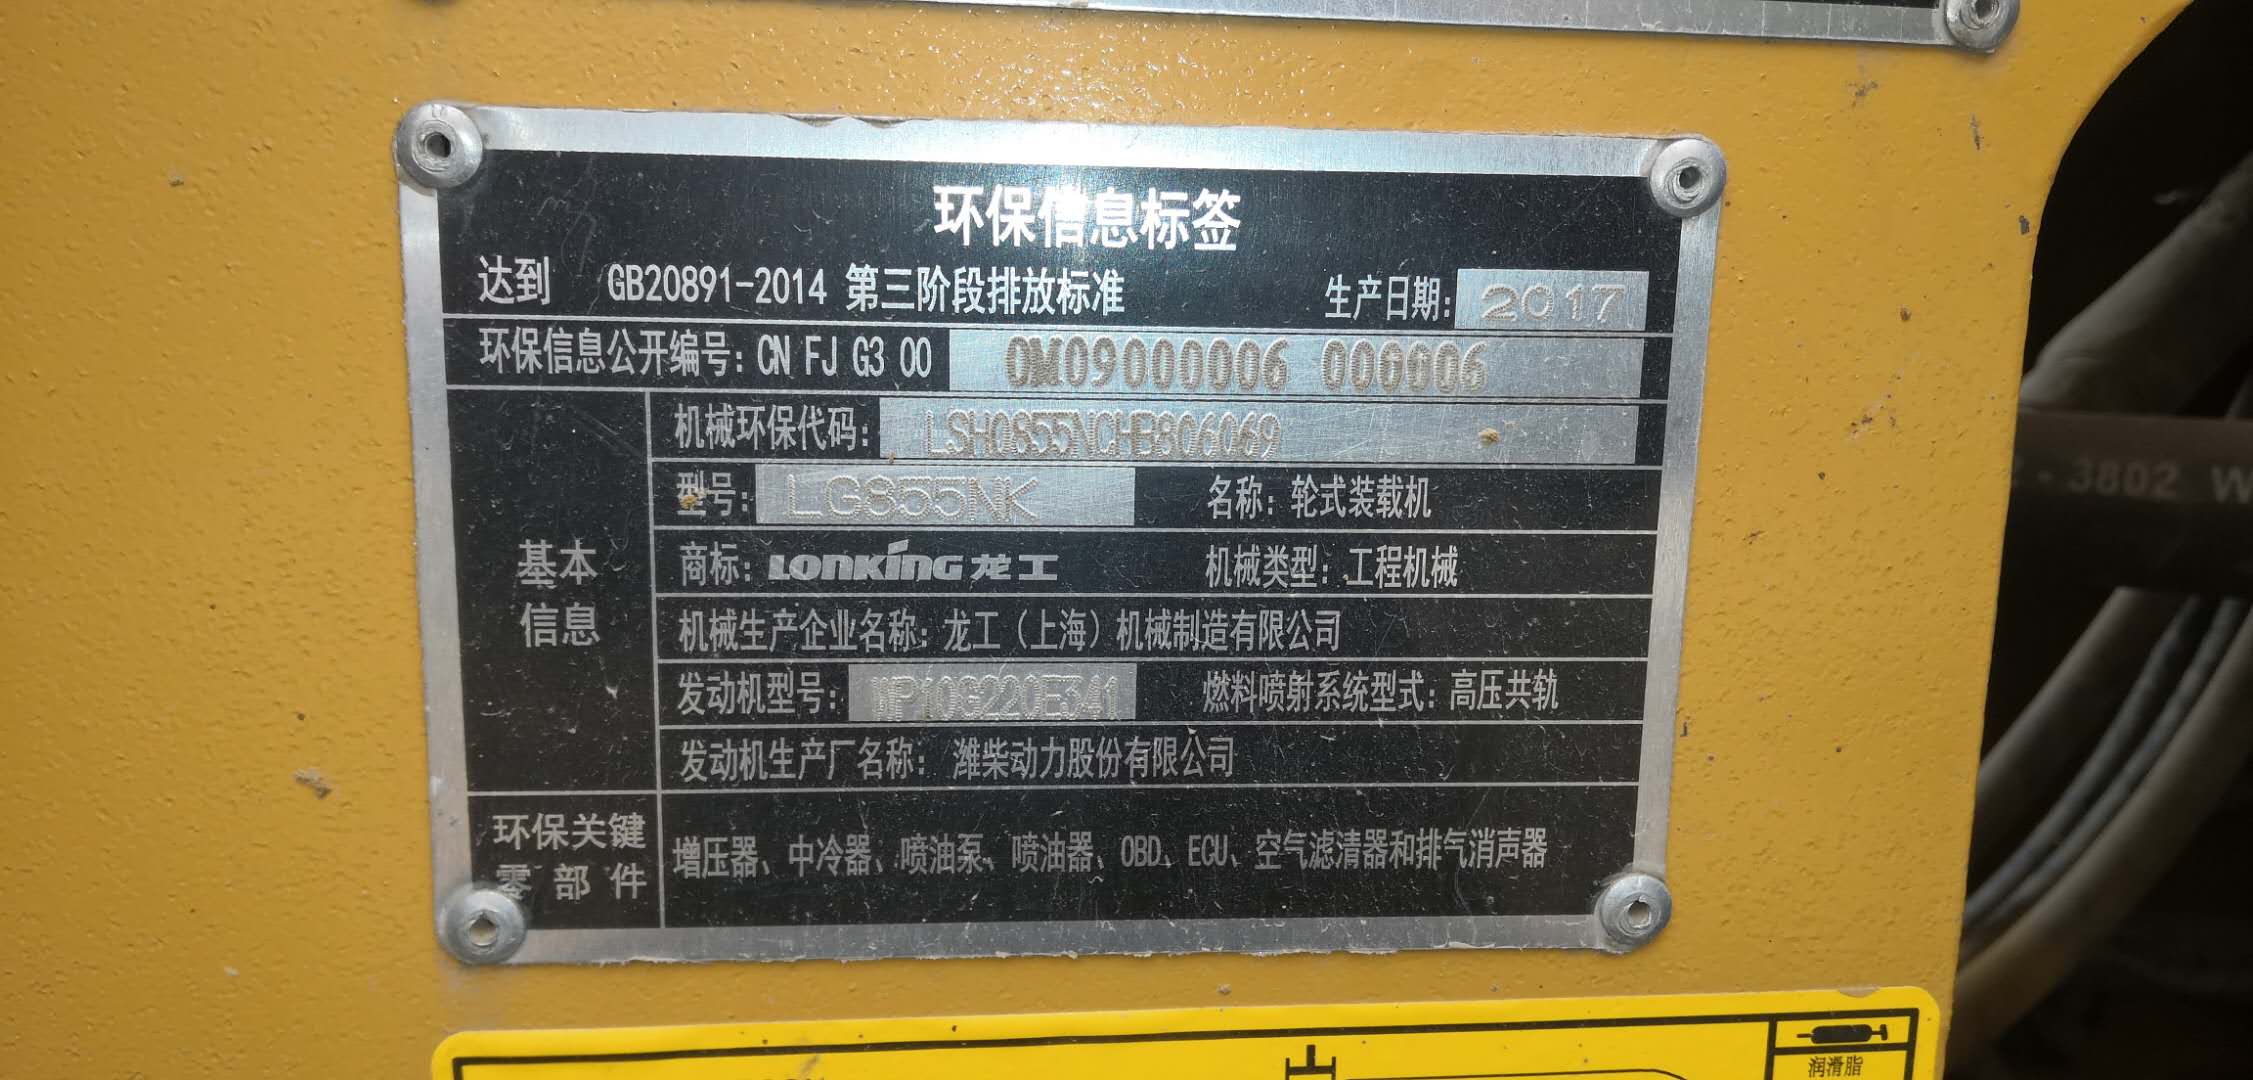 环保信息标签
达到 GB20891-2014 第三阶段排放标准 生产日期: 2017
环保信息公开编号: CN FJ G3 00 0M09000006 000006
基本信息
机械环保代码: LSH0855NCHB806069
型号: LG855NK 名称: 轮式装载机
商标: LONKING 龙工 机械类型: 工程机械
机械生产企业名称: 龙工（上海）机械制造有限公司
发动机型号: WP10G220E341 燃料喷射系统型式: 高压共轨
发动机生产厂名称: 潍柴动力股份有限公司
环保关键零部件
增压器、中冷器、喷油泵、喷油器、OBD、ECU、空气滤清器和排气消声器
润滑脂
- 3802 W